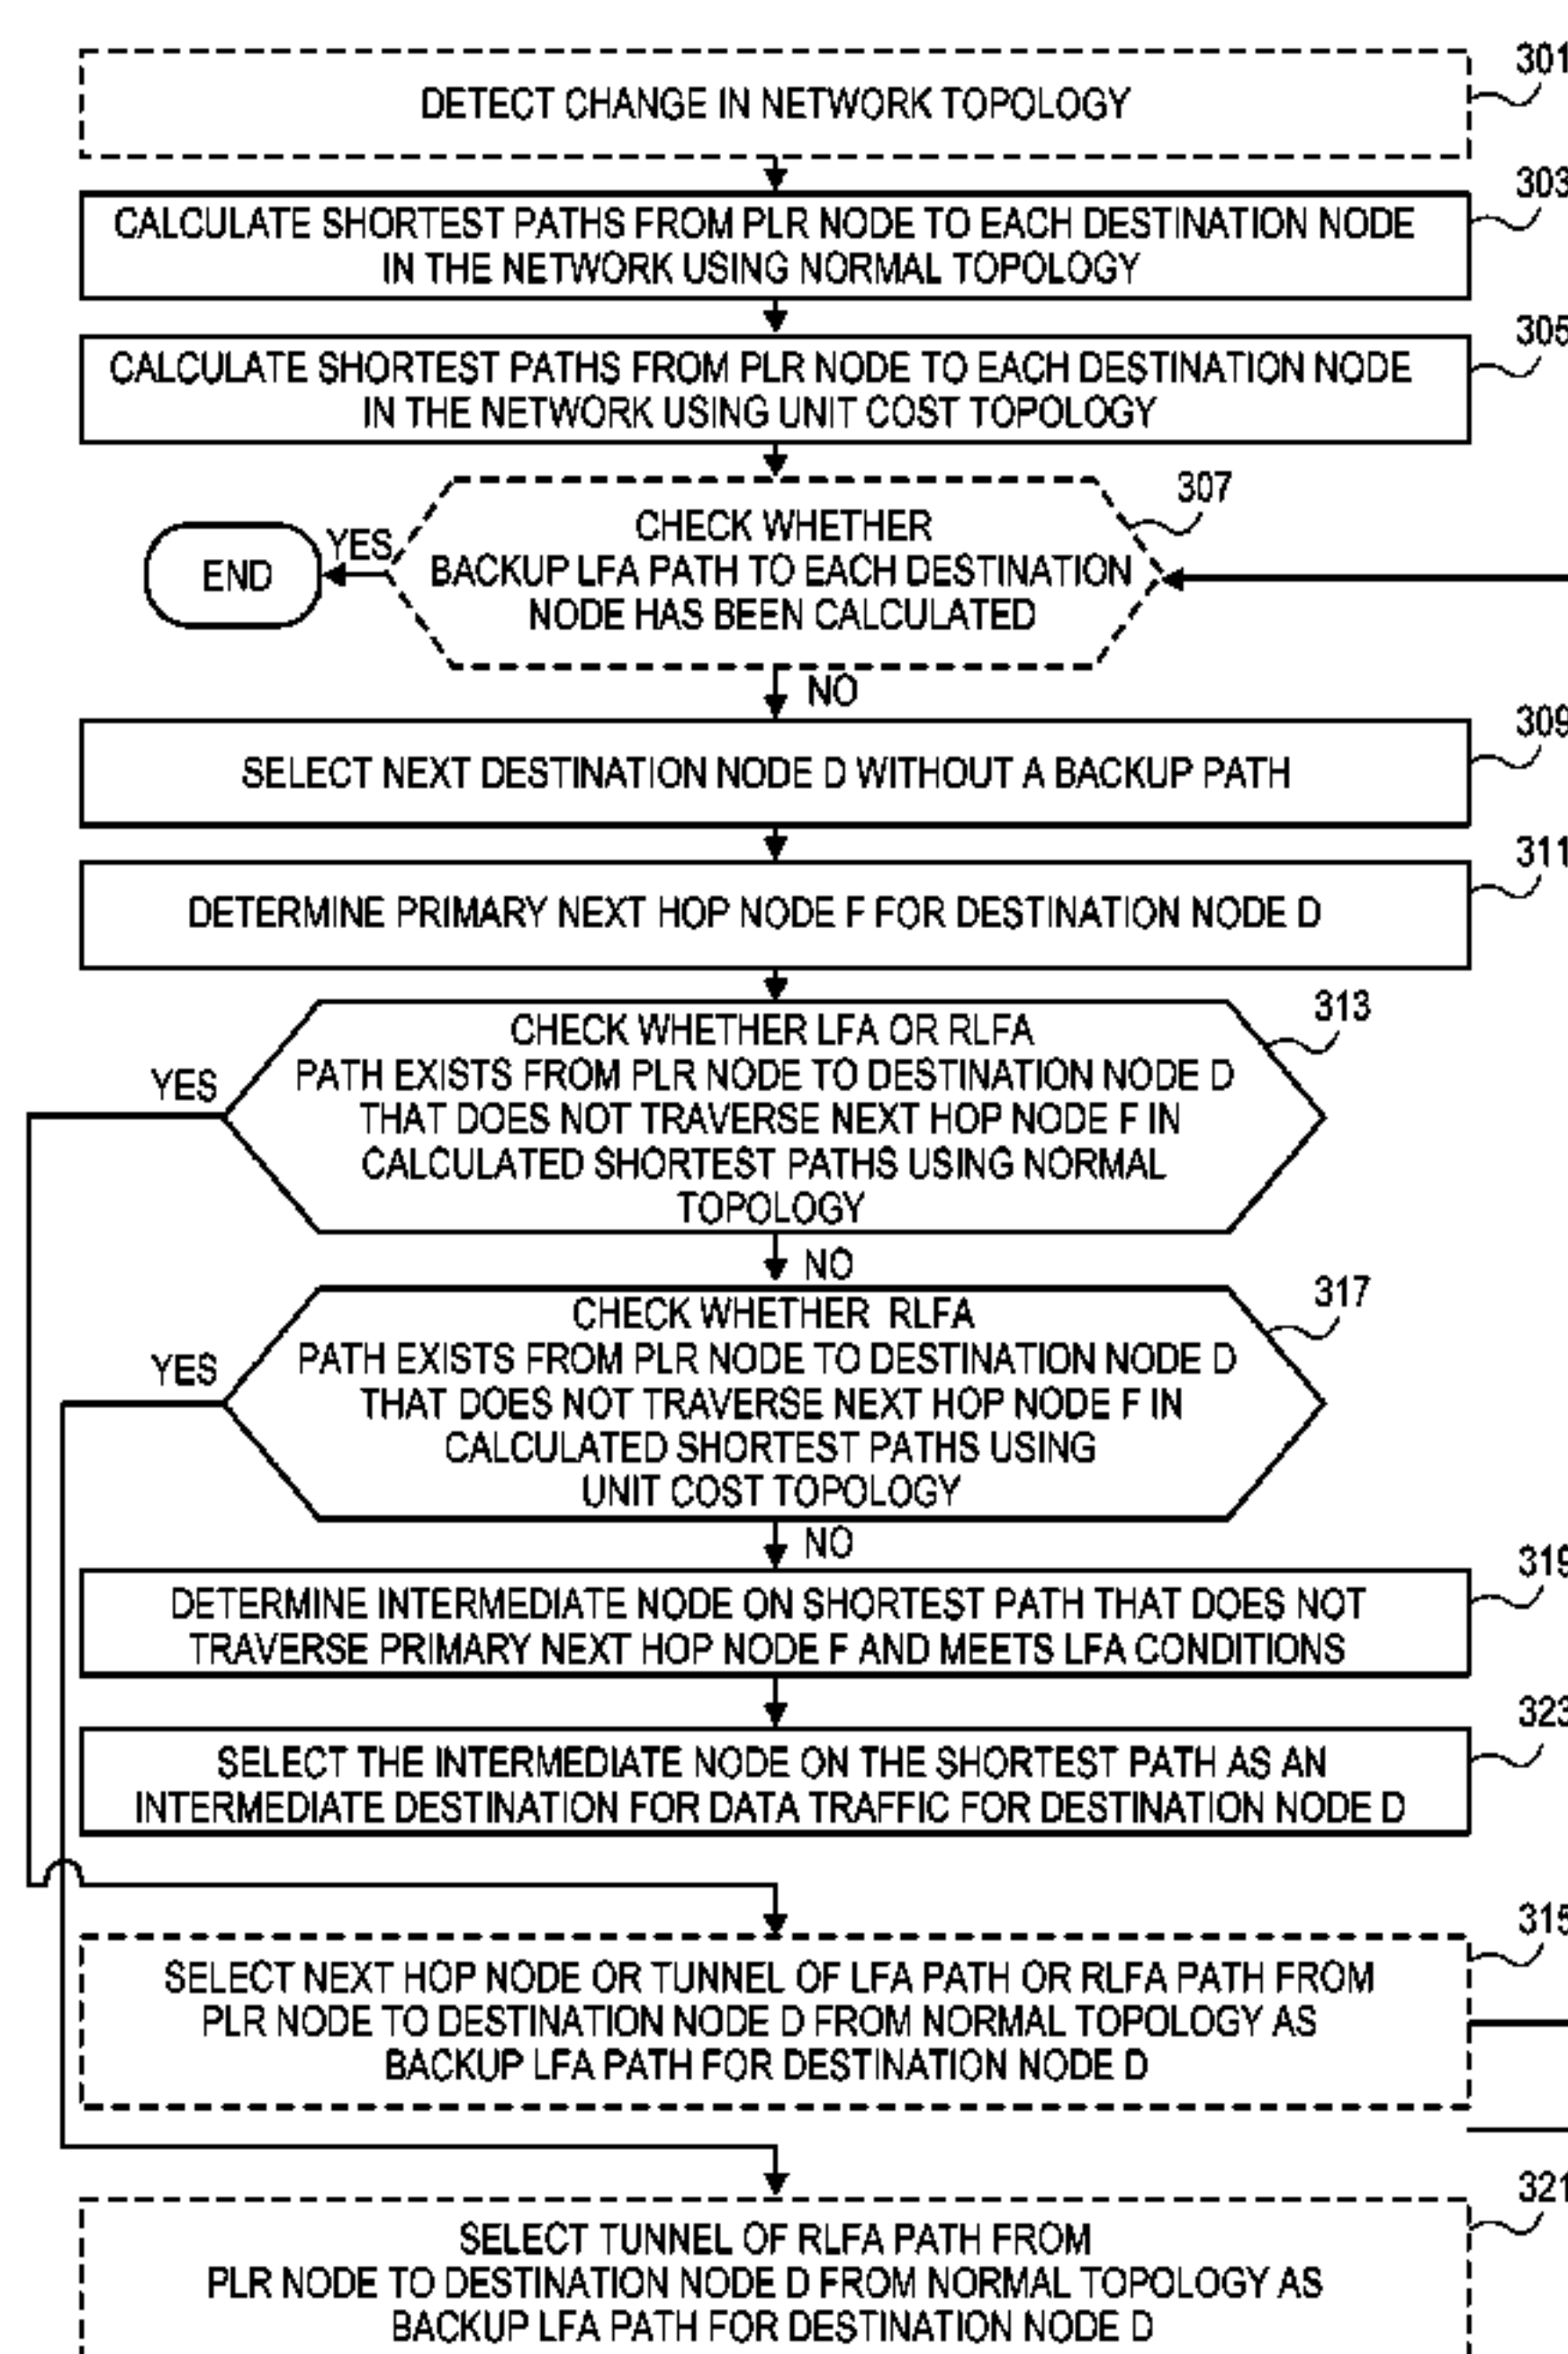 301
DETECT CHANGE IN NETWORK TOPOLOGY
303
CALCULATE SHORTEST PATHS FROM PLR NODE TO EACH DESTINATION NODE
IN THE NETWORK USING NORMAL TOPOLOGY
305
CALCULATE SHORTEST PATHS FROM PLR NODE TO EACH DESTINATION NODE
IN THE NETWORK USING UNIT COST TOPOLOGY
307
CHECK WHETHER
BACKUP LFA PATH TO EACH DESTINATION
NODE HAS BEEN CALCULATED
YES
END
NO
309
SELECT NEXT DESTINATION NODE D WITHOUT A BACKUP PATH
311
DETERMINE PRIMARY NEXT HOP NODE F FOR DESTINATION NODE D
313
CHECK WHETHER LFA OR RLFA
PATH EXISTS FROM PLR NODE TO DESTINATION NODE D
THAT DOES NOT TRAVERSE NEXT HOP NODE F IN
CALCULATED SHORTEST PATHS USING NORMAL
TOPOLOGY
YES
NO
317
CHECK WHETHER RLFA
PATH EXISTS FROM PLR NODE TO DESTINATION NODE D
THAT DOES NOT TRAVERSE NEXT HOP NODE F IN
CALCULATED SHORTEST PATHS USING
UNIT COST TOPOLOGY
YES
NO
319
DETERMINE INTERMEDIATE NODE ON SHORTEST PATH THAT DOES NOT
TRAVERSE PRIMARY NEXT HOP NODE F AND MEETS LFA CONDITIONS
323
SELECT THE INTERMEDIATE NODE ON THE SHORTEST PATH AS AN
INTERMEDIATE DESTINATION FOR DATA TRAFFIC FOR DESTINATION NODE D
315
SELECT NEXT HOP NODE OR TUNNEL OF LFA PATH OR RLFA PATH FROM
PLR NODE TO DESTINATION NODE D FROM NORMAL TOPOLOGY AS
BACKUP LFA PATH FOR DESTINATION NODE D
321
SELECT TUNNEL OF RLFA PATH FROM
PLR NODE TO DESTINATION NODE D FROM NORMAL TOPOLOGY AS
BACKUP LFA PATH FOR DESTINATION NODE D